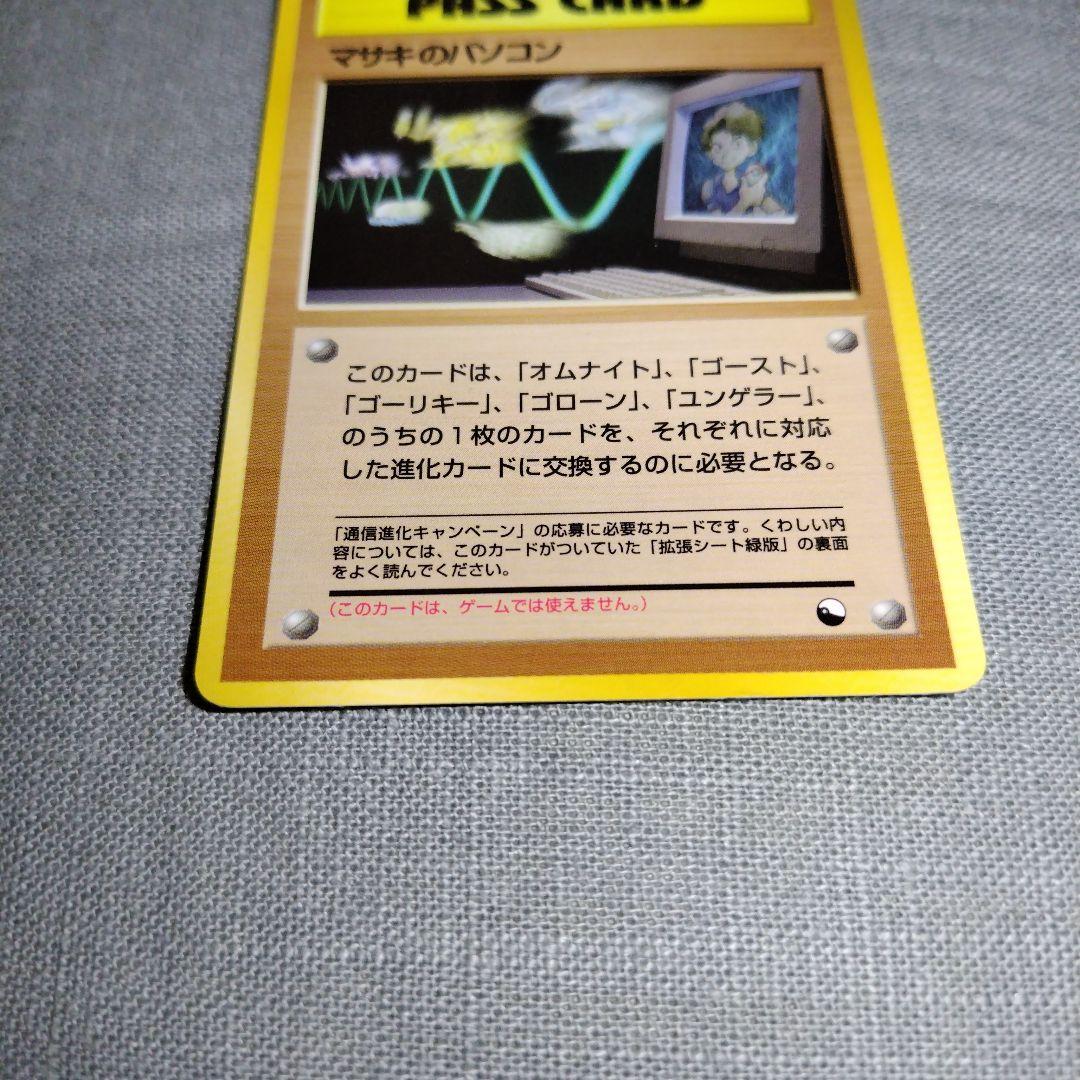 PASS CARD
マサキのパソコン
このカードは、「オムナイト」、「ゴースト」、
「ゴーリキー」、「ゴローン」、「ユンゲラー」、
のうちの1枚のカードを、それぞれに対応
した進化カードに交換するのに必要となる。
「通信進化キャンペーン」の応募に必要なカードです。くわしい内
容については、このカードがついていた「拡張シート緑版」の裏面
をよく読んでください。
(このカードは、ゲームでは使えません。)